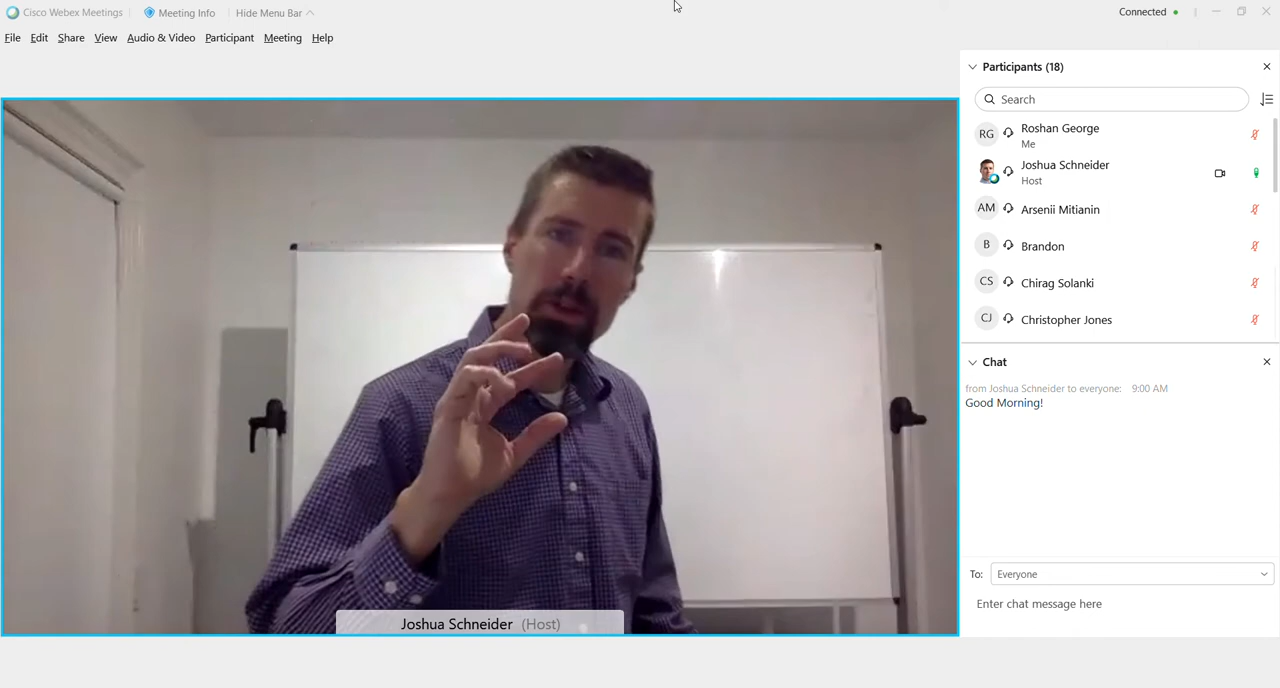 Cisco Webex Meetings
Meeting Info
Hide Menu Bar
Connected
File Edit Share View Audio & Video Participant Meeting Help
Participants (18)
Search
RG
Roshan George
Me
Joshua Schneider
Host
AM
Arsenii Mitianin
B
Brandon
CS
Chirag Solanki
CJ
Christopher Jones
Chat
from Joshua Schneider to everyone: 9:00 AM
Good Morning!
To: Everyone
Enter chat message here
Joshua Schneider (Host)